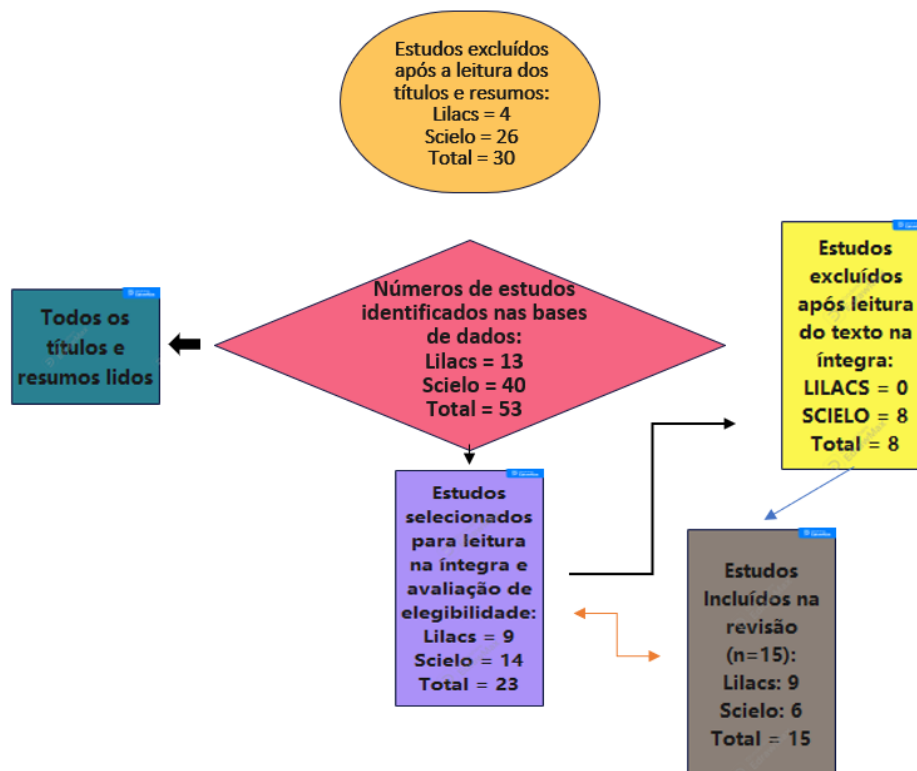 Estudos excluídos
após a leitura dos
títulos e resumos:
Lilacs = 4
Scielo = 26
Total = 30
Números de estudos
identificados nas bases
de dados:
Lilacs = 13
Scielo = 40
Total = 53
Todos os
títulos e
resumos lidos
Estudos
excluídos
após leitura
do texto na
íntegra:
LILACS = 0
SCIELO = 8
Total = 8
Estudos
selecionados
para leitura
na íntegra e
avaliação de
elegibilidade:
Lilacs = 9
Scielo = 14
Total = 23
Estudos
Incluídos na
revisão
(n=15):
Lilacs: 9
Scielo: 6
Total = 15